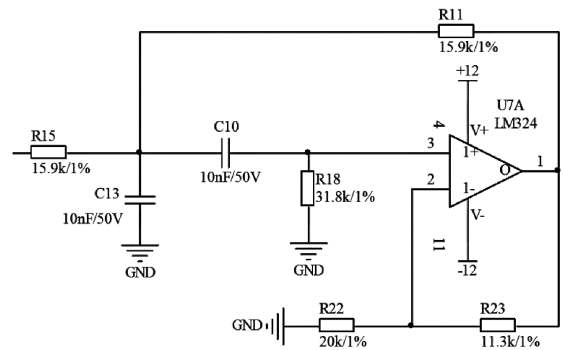 R11
15.9k/1%
+12
U7A
LM324
4
V+
R15
15.9k/1%
C10
10nF/50V
3
1+
O
1
C13
10nF/50V
R18
31.8k/1%
2
1-
V-
11
-12
GND
GND
GND
R22
20k/1%
R23
11.3k/1%